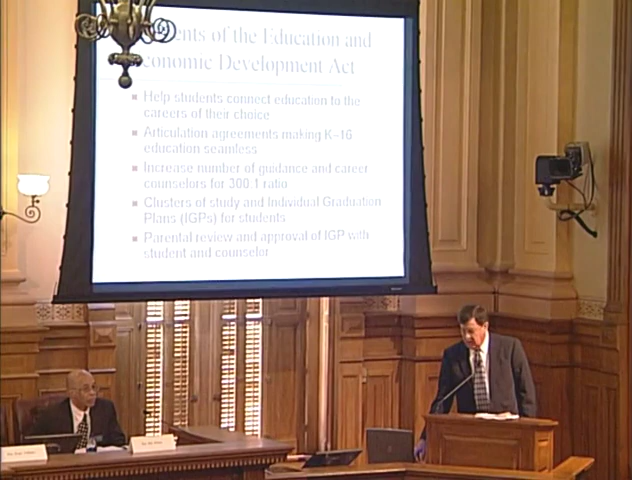 ents of the Education and
conomic Development Act
Help students connect education to the
careers of their choice
Articulation agreements making K–16
education seamless
Increase number of guidance and career
counselors for 300:1 ratio
Clusters of study and Individual Graduation
Plans (IGPs) for students
Parental review and approval of IGP with
student and counselor